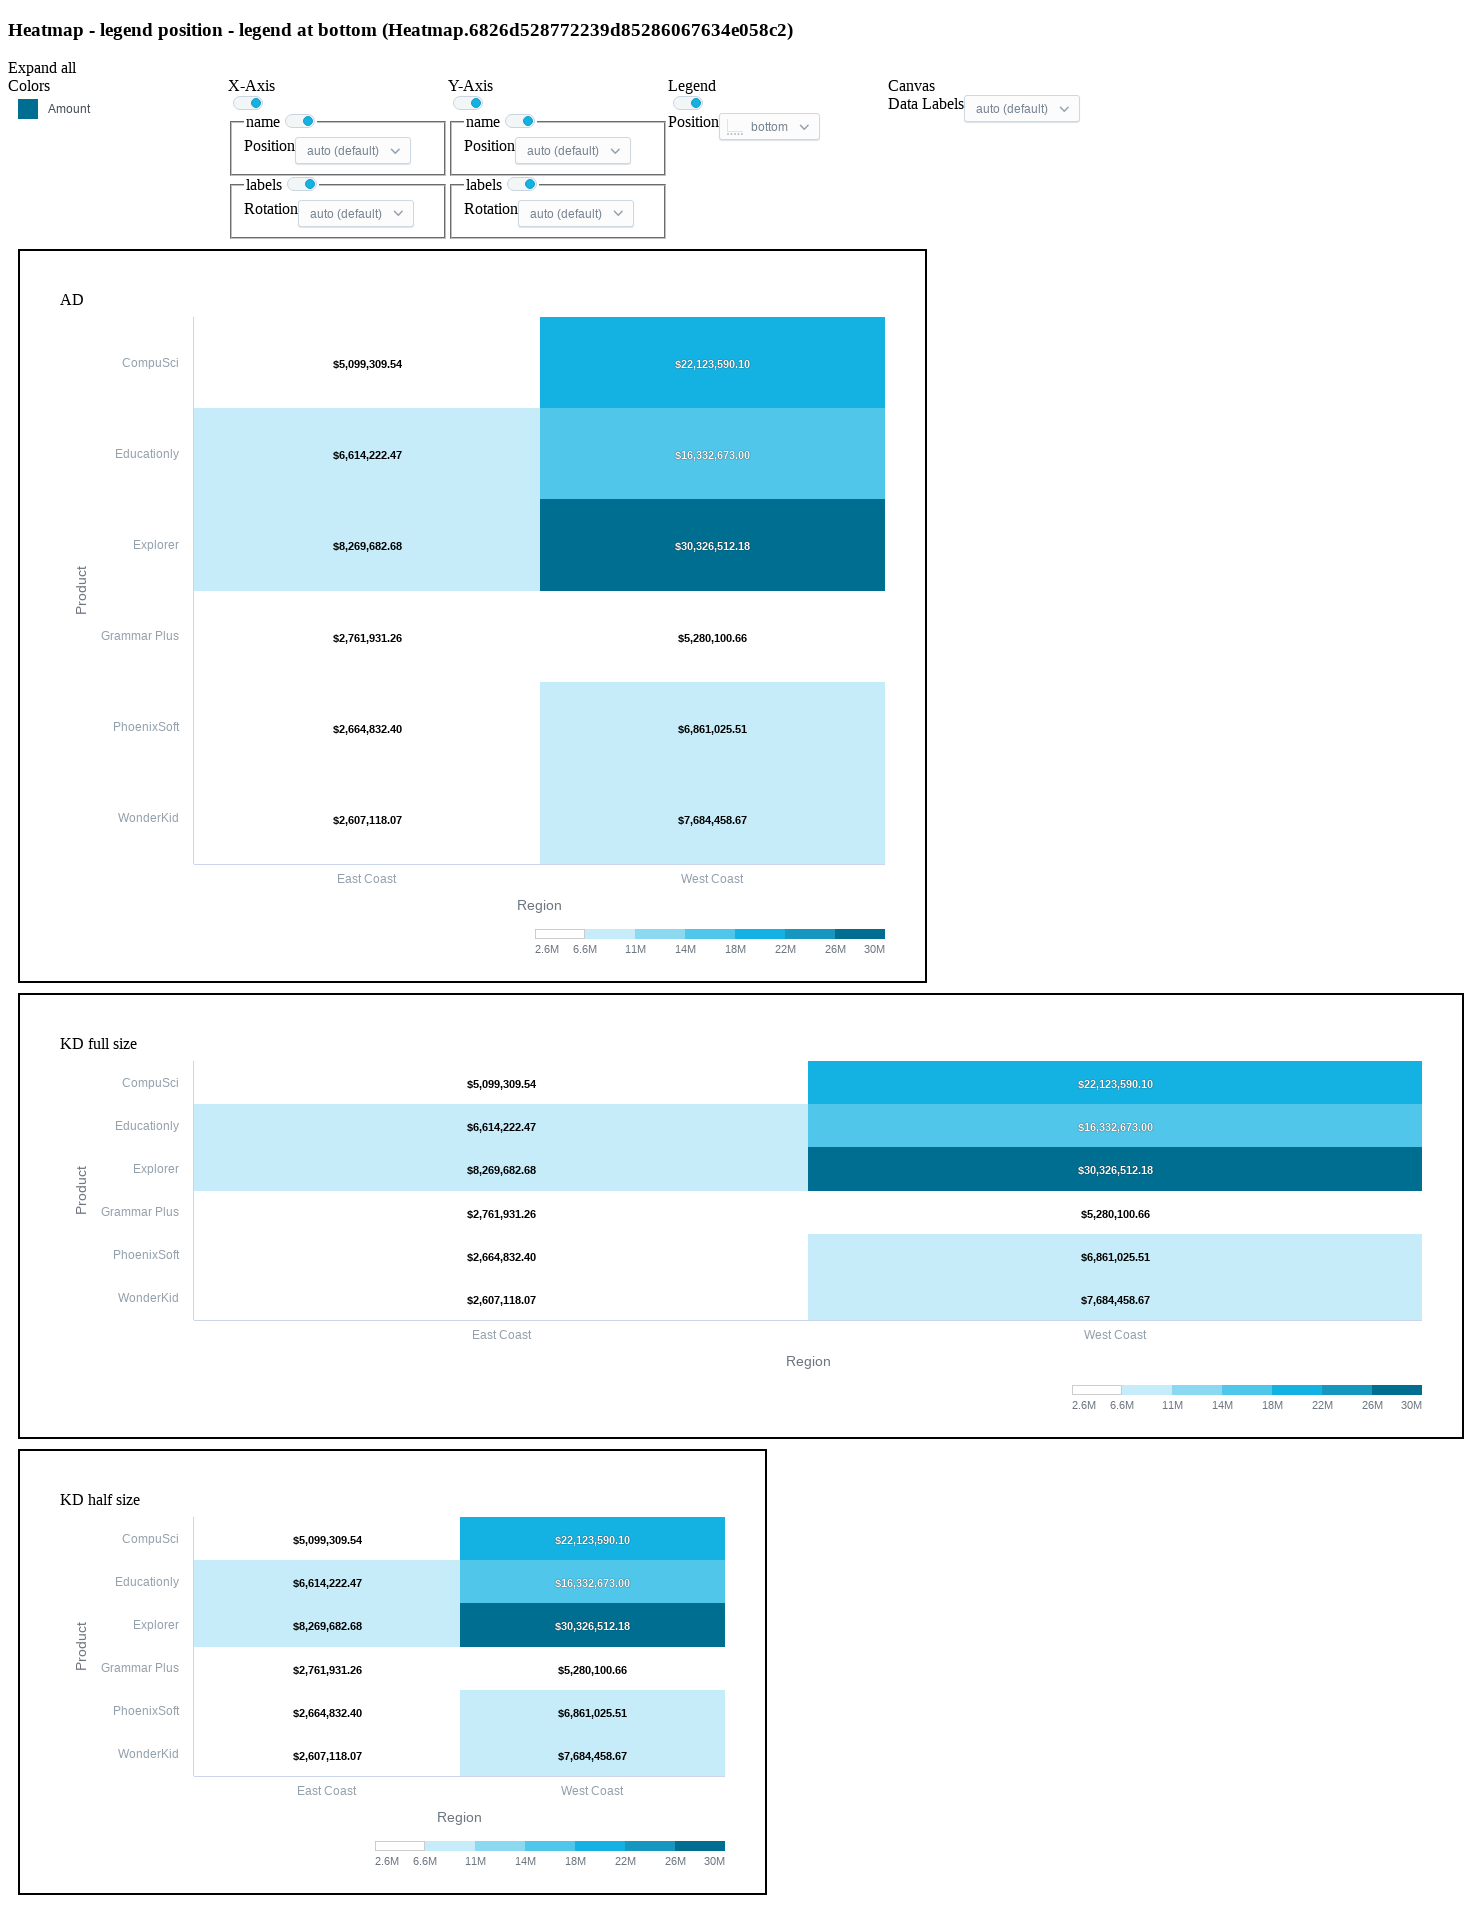 Heatmap - legend position - legend at bottom (Heatmap.6826d528772239d85286067634e058c2)
Expand all
Colors
Amount
X-Axis
name
Position auto (default)
labels
Rotation auto (default)
Y-Axis
name
Position auto (default)
labels
Rotation auto (default)
Legend
Position bottom
Canvas
Data Labels auto (default)
AD
Product
CompuSci $5,099,309.54 $22,123,590.10
Educationly $6,614,222.47 $16,332,673.00
Explorer $8,269,682.68 $30,326,512.18
Grammar Plus $2,761,931.26 $5,280,100.66
PhoenixSoft $2,664,832.40 $6,861,025.51
WonderKid $2,607,118.07 $7,684,458.67
East Coast West Coast
Region
2.6M 6.6M 11M 14M 18M 22M 26M 30M
KD full size
Product
CompuSci $5,099,309.54 $22,123,590.10
Educationly $6,614,222.47 $16,332,673.00
Explorer $8,269,682.68 $30,326,512.18
Grammar Plus $2,761,931.26 $5,280,100.66
PhoenixSoft $2,664,832.40 $6,861,025.51
WonderKid $2,607,118.07 $7,684,458.67
East Coast West Coast
Region
2.6M 6.6M 11M 14M 18M 22M 26M 30M
KD half size
Product
CompuSci $5,099,309.54 $22,123,590.10
Educationly $6,614,222.47 $16,332,673.00
Explorer $8,269,682.68 $30,326,512.18
Grammar Plus $2,761,931.26 $5,280,100.66
PhoenixSoft $2,664,832.40 $6,861,025.51
WonderKid $2,607,118.07 $7,684,458.67
East Coast West Coast
Region
2.6M 6.6M 11M 14M 18M 22M 26M 30M